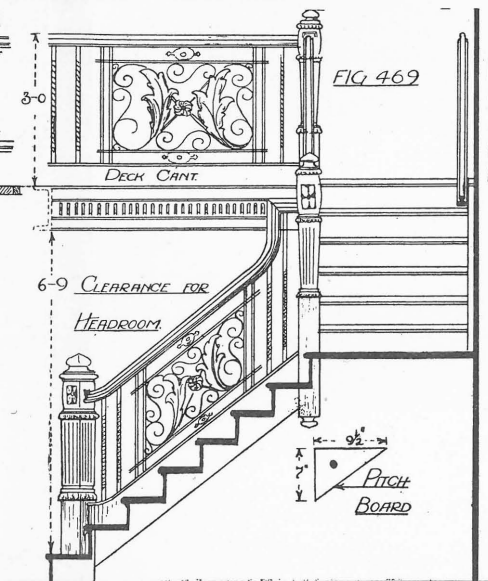 FIG 469
3-0
DECK CANT.
6-9 CLEARANCE FOR
HEADROOM.
9½"
7"
PITCH
BOARD